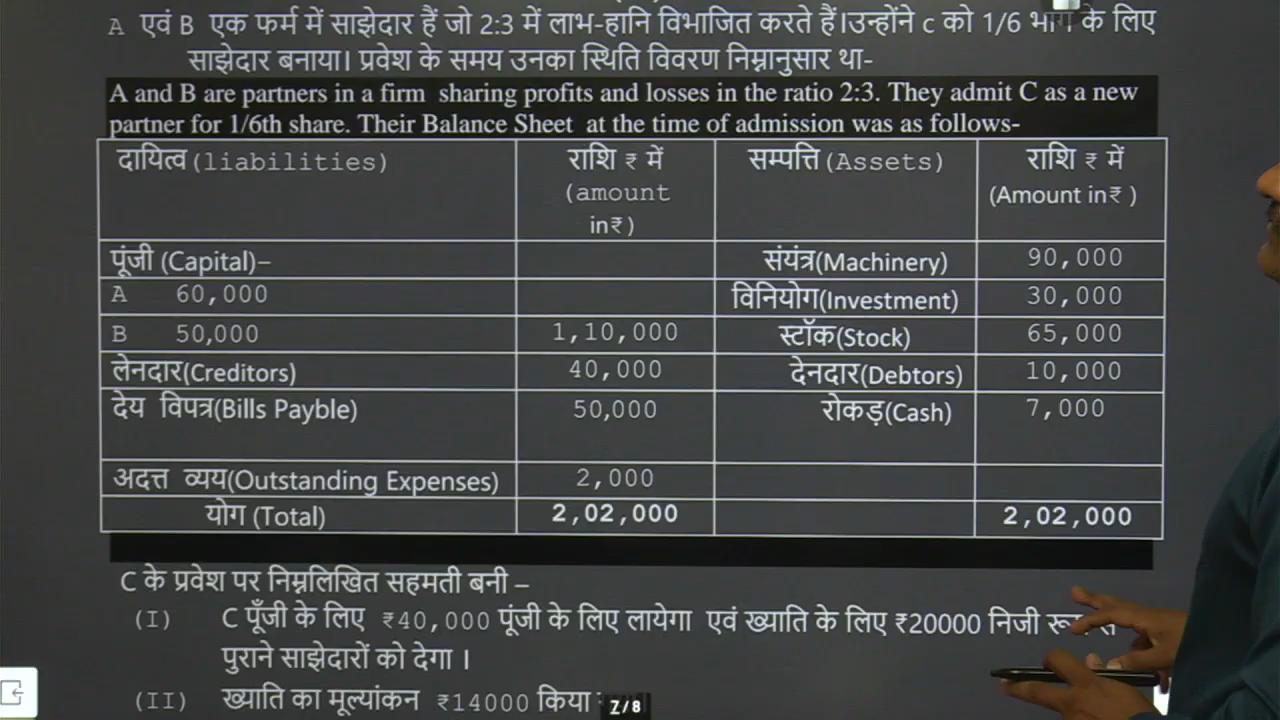 A एवं B एक फर्म में साझेदार हैं जो 2:3 में लाभ-हानि विभाजित करते हैं।उन्होंने c को 1/6 के लिए
साझेदार बनाया। प्रवेश के समय उनका स्थिति विवरण निम्नानुसार था-
A and B are partners in a firm sharing profits and losses in the ratio 2:3. They admit C as a new
partner for 1/6th share. Their Balance Sheet at the time of admission was as follows-
दायित्व (liabilities) राशि ₹ में (amount in₹) सम्पत्ति (Assets) राशि ₹ में (Amount in₹ )
पूंजी (Capital)– संयंत्र(Machinery) 90,000
A 60,000 विनियोग(Investment) 30,000
B 50,000 1,10,000 स्टॉक(Stock) 65,000
लेनदार(Creditors) 40,000 देनदार(Debtors) 10,000
देय विपत्र(Bills Payble) 50,000 रोकड़(Cash) 7,000
अदत्त व्यय(Outstanding Expenses) 2,000
योग (Total) 2,02,000 2,02,000
C के प्रवेश पर निम्नलिखित सहमती बनी –
(I) C पूँजी के लिए ₹40,000 पूंजी के लिए लायेगा एवं ख्याति के लिए ₹20000 निजी
पुराने साझेदारों को देगा ।
(II) ख्याति का मूल्यांकन ₹14000 किया
7/8